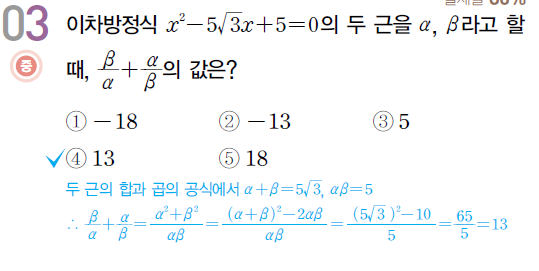 03 이차방정식 x²−5√3x+5=0의 두 근을 α, β라고 할
중 때, β/α+α/β의 값은?
① −18 ② −13 ③ 5
④ 13 ⑤ 18
두 근의 합과 곱의 공식에서 α+β=5√3, αβ=5
∴ β/α+α/β=(α²+β²)/αβ=((α+β)²−2αβ)/αβ=((5√3)²−10)/5=65/5=13